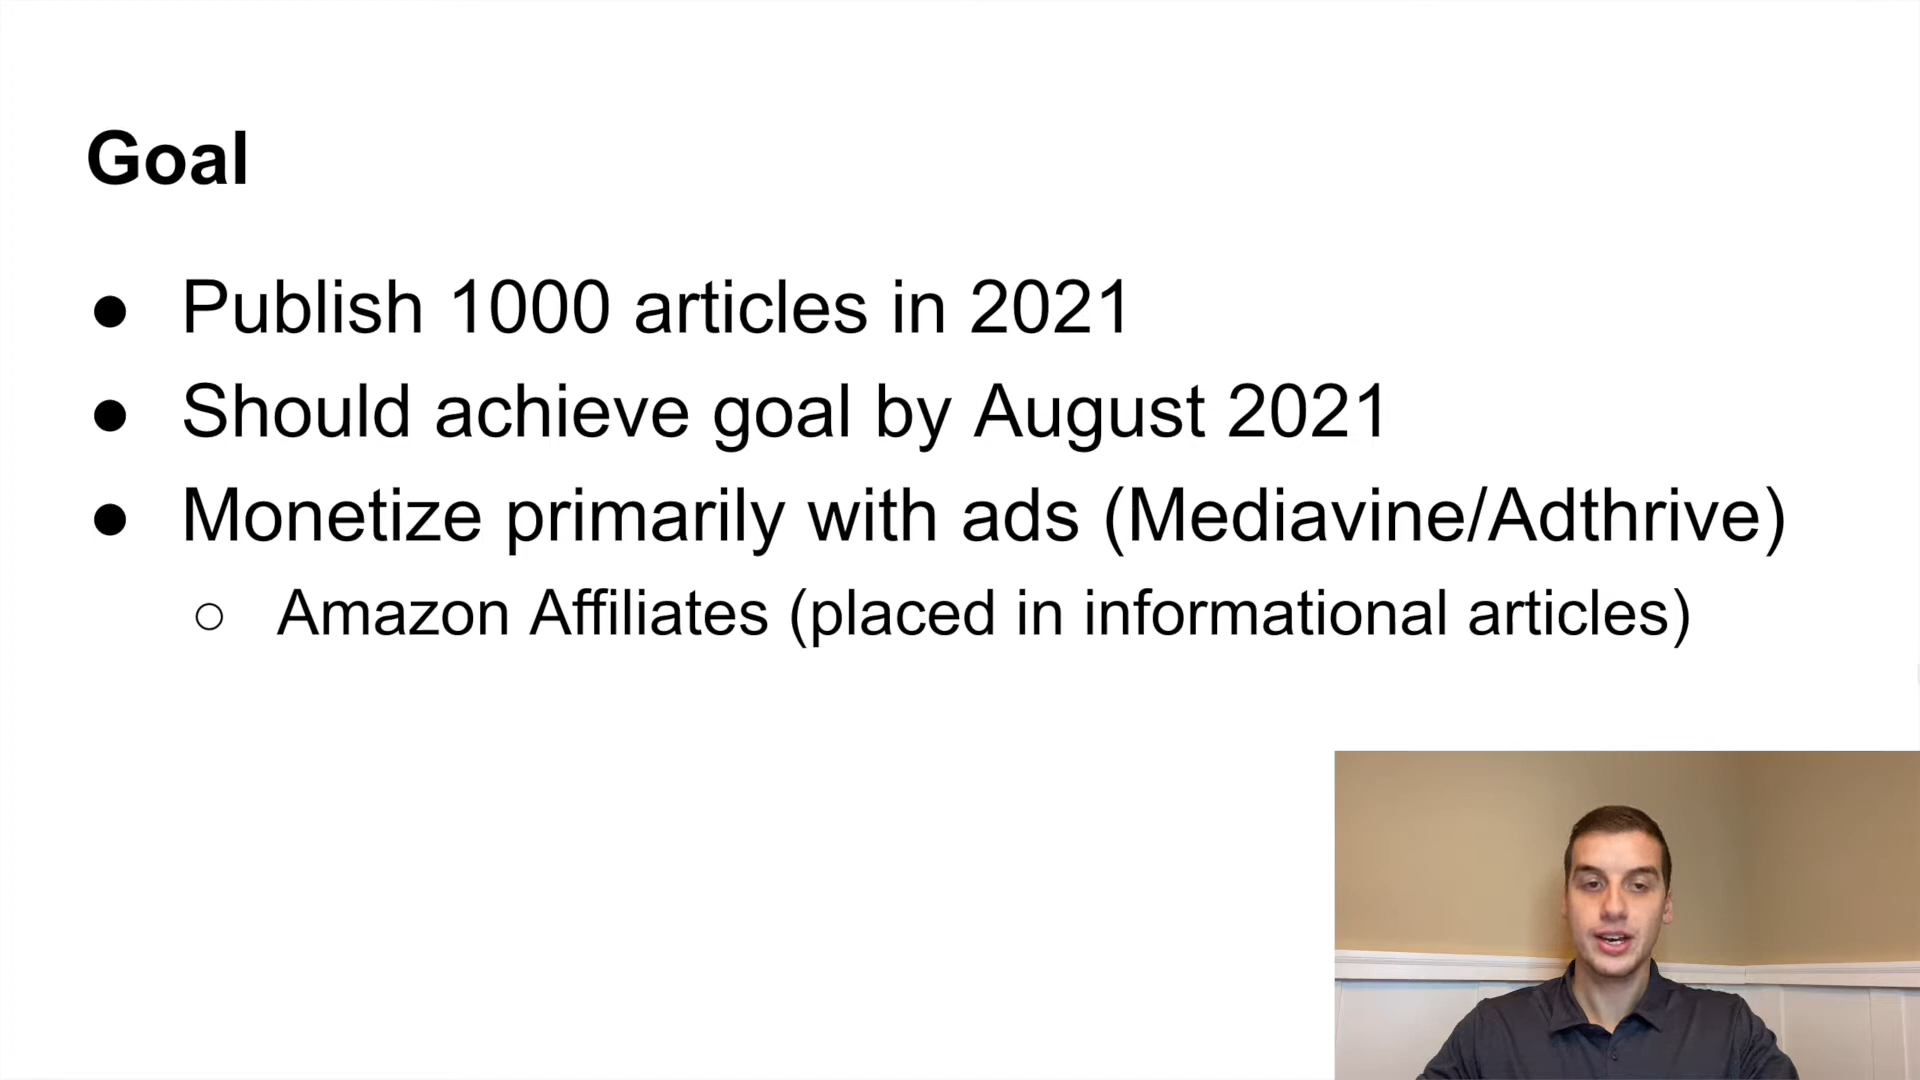 Goal
● Publish 1000 articles in 2021
● Should achieve goal by August 2021
● Monetize primarily with ads (Mediavine/Adthrive)
○ Amazon Affiliates (placed in informational articles)